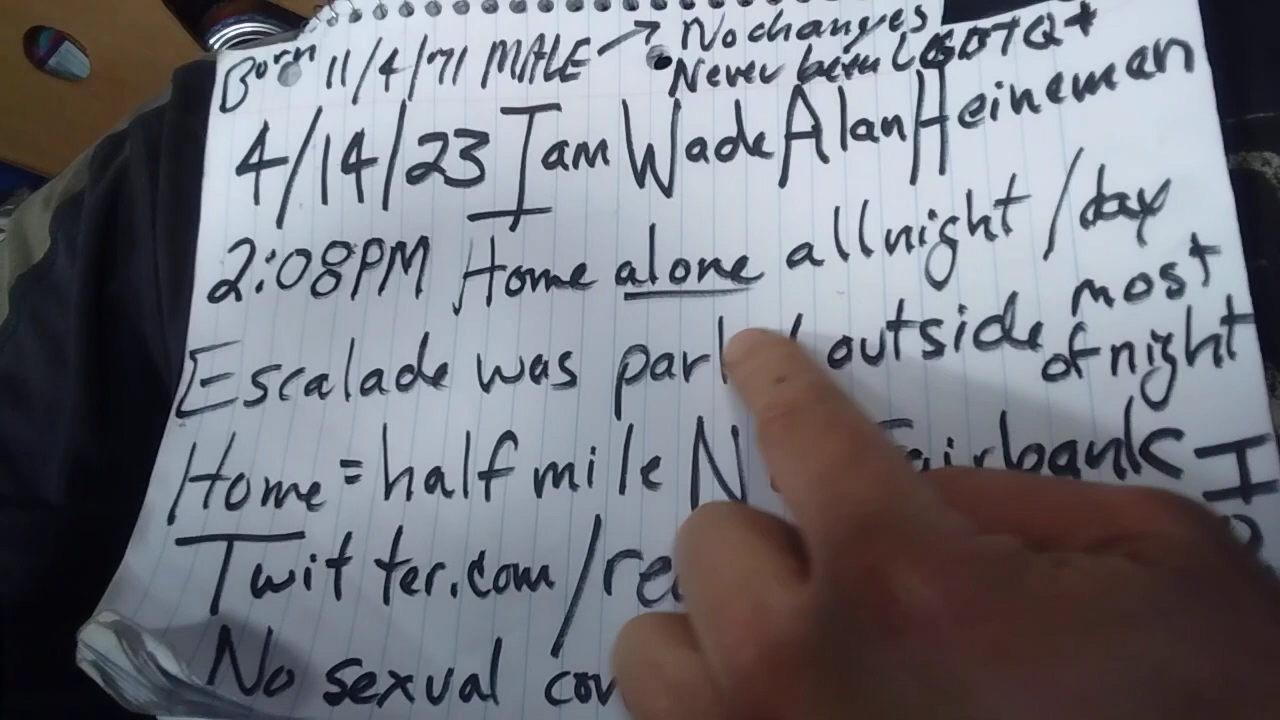 Born 11/4/71 MALE → No changes
• Never been LGBTQ+
4/14/23 I am Wade Alan Heineman
2:08PM Home alone all night/day
Escalade was outside most
of night
Home = half mile N Fairbank I
Twitter.com/re
No sexual